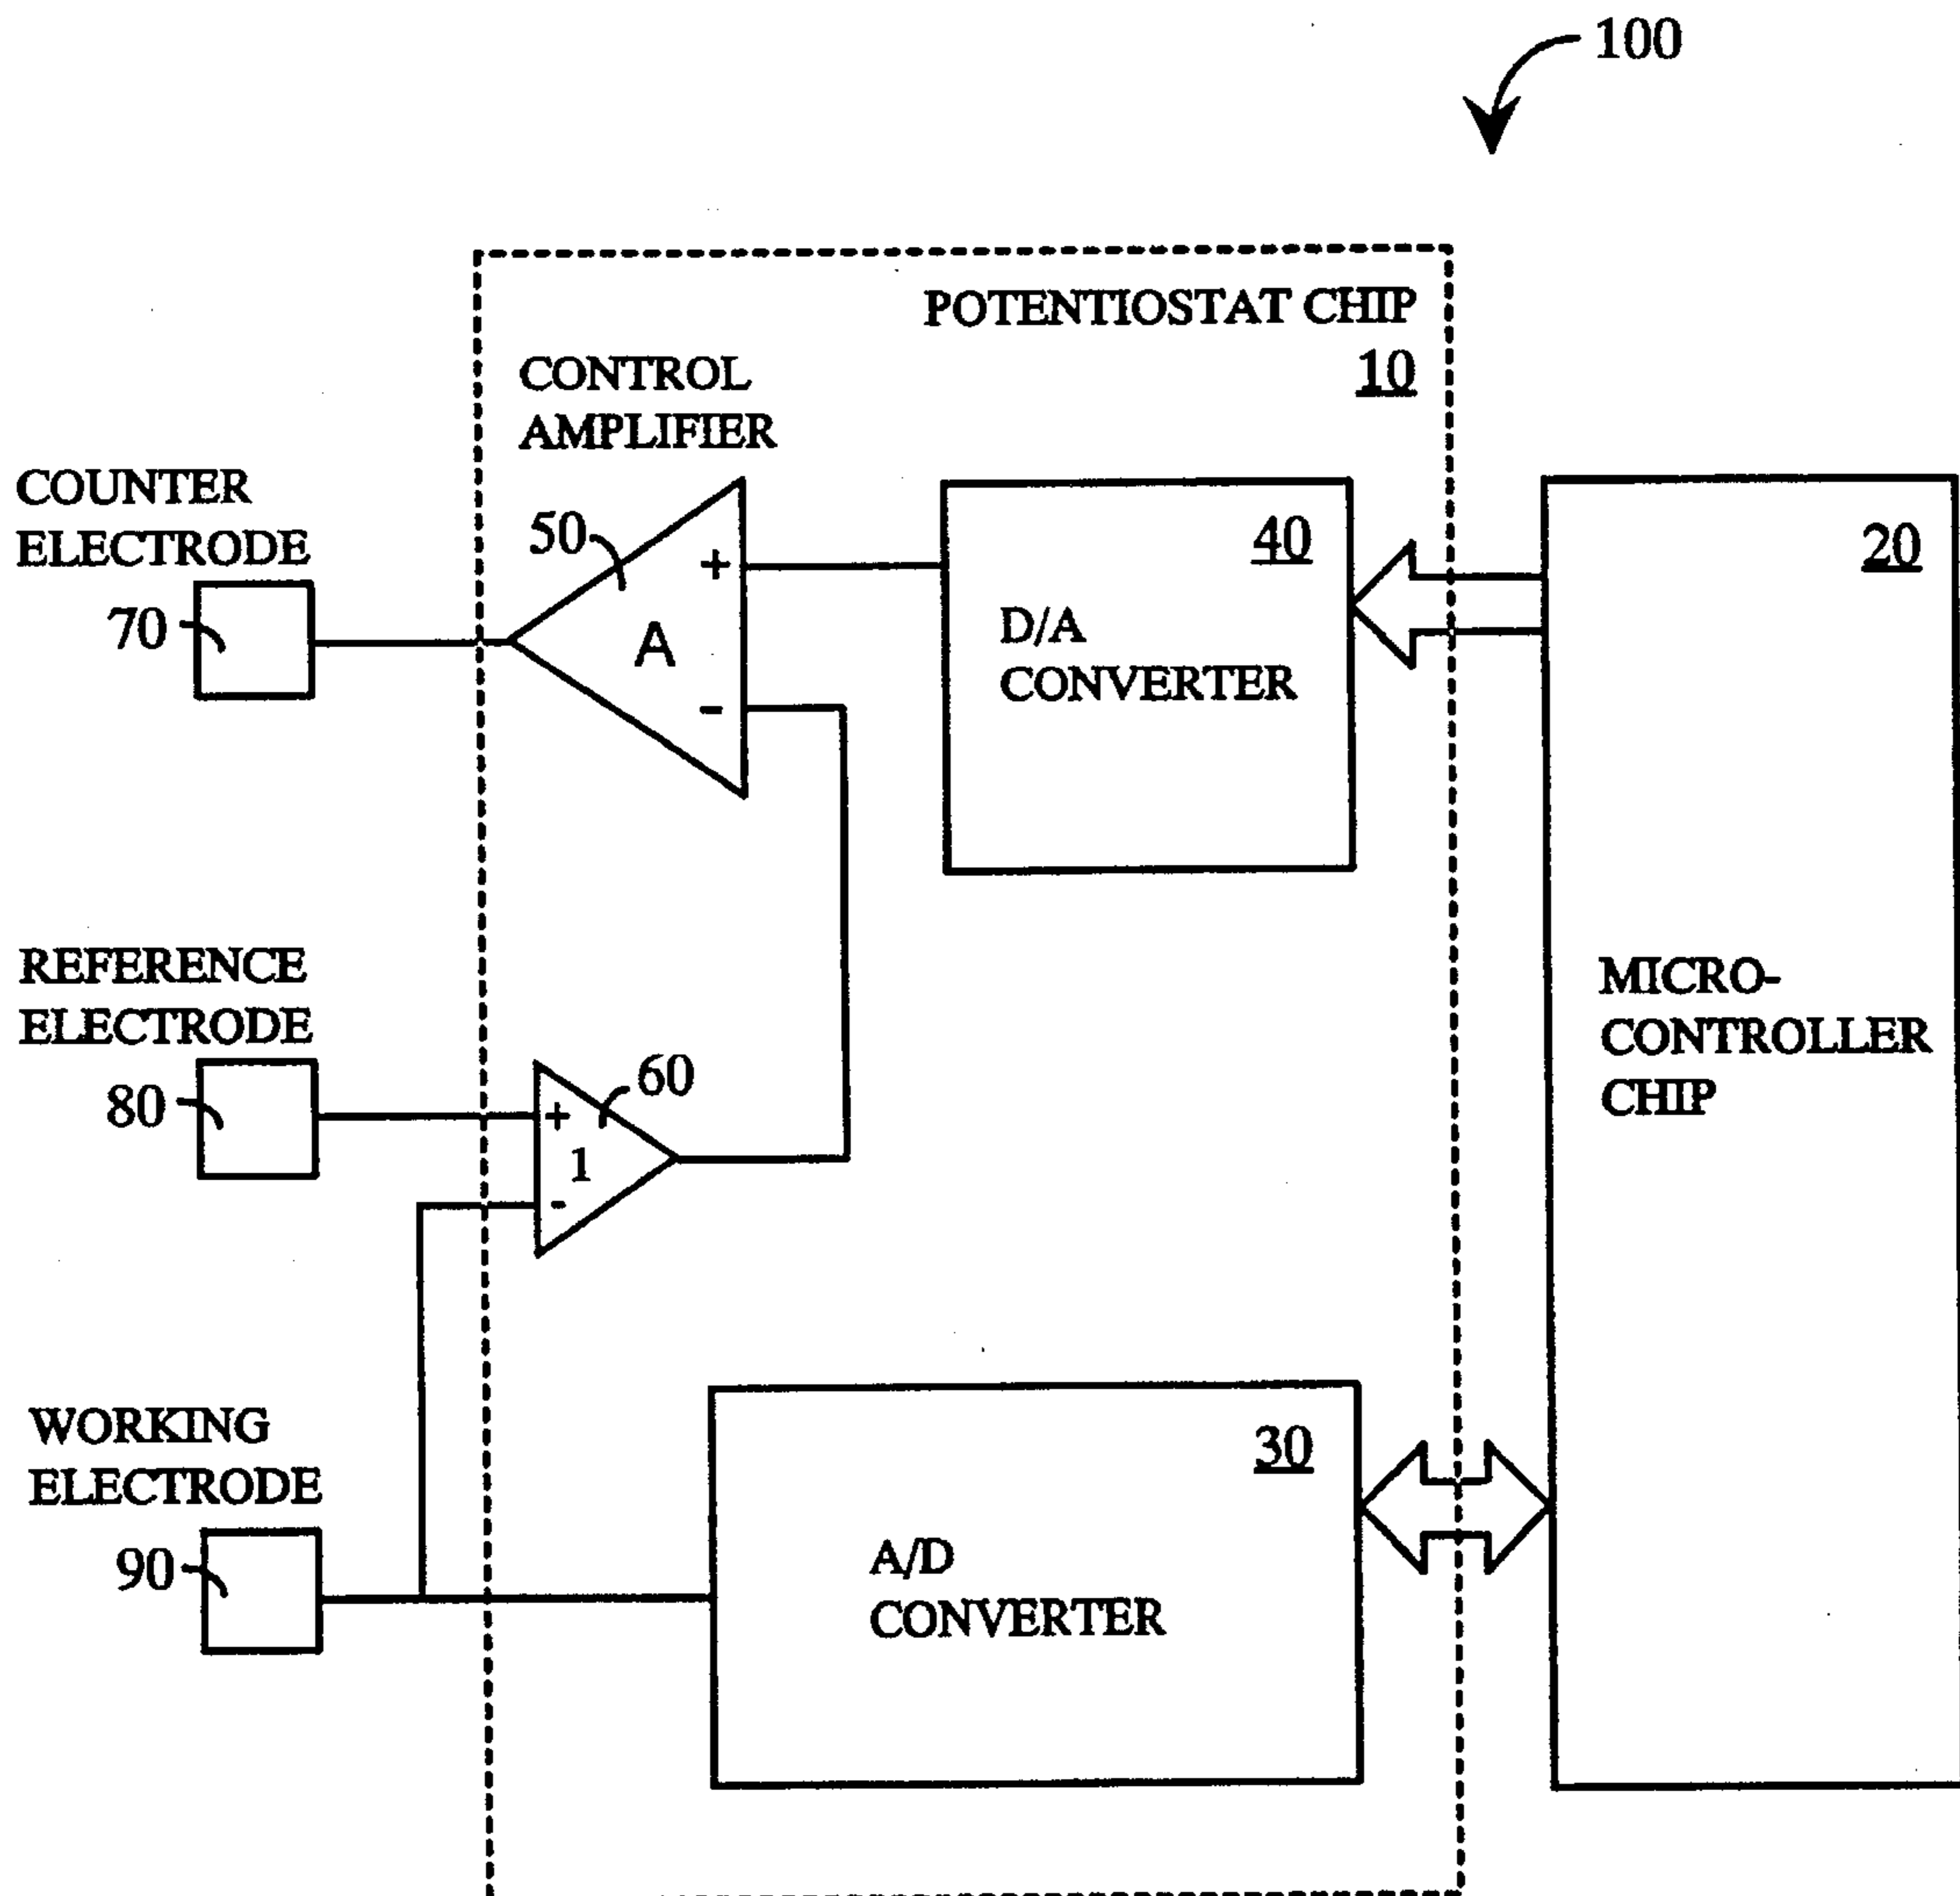 100
POTENTIOSTAT CHIP
10
CONTROL
AMPLIFIER
COUNTER
ELECTRODE
70
50
+
A
-
40
D/A
CONVERTER
20
MICRO-
CONTROLLER
CHIP
REFERENCE
ELECTRODE
80
60
+
1
-
WORKING
ELECTRODE
90
30
A/D
CONVERTER